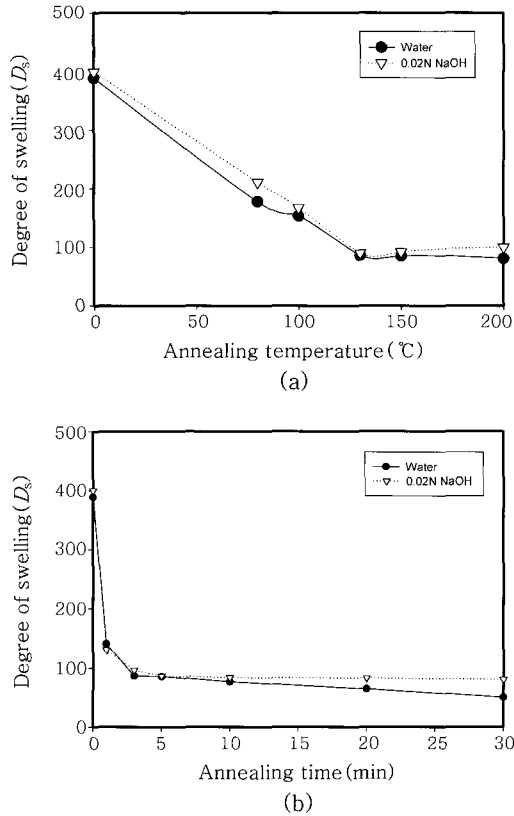 500
400
300
200
100
0
Degree of swelling(Ds)
Water
0.02N NaOH
0 50 100 150 200
Annealing temperature(℃)
(a)
500
400
300
200
100
0
Degree of swelling(Ds)
Water
0.02N NaOH
0 5 10 15 20 25 30
Annealing time(min)
(b)